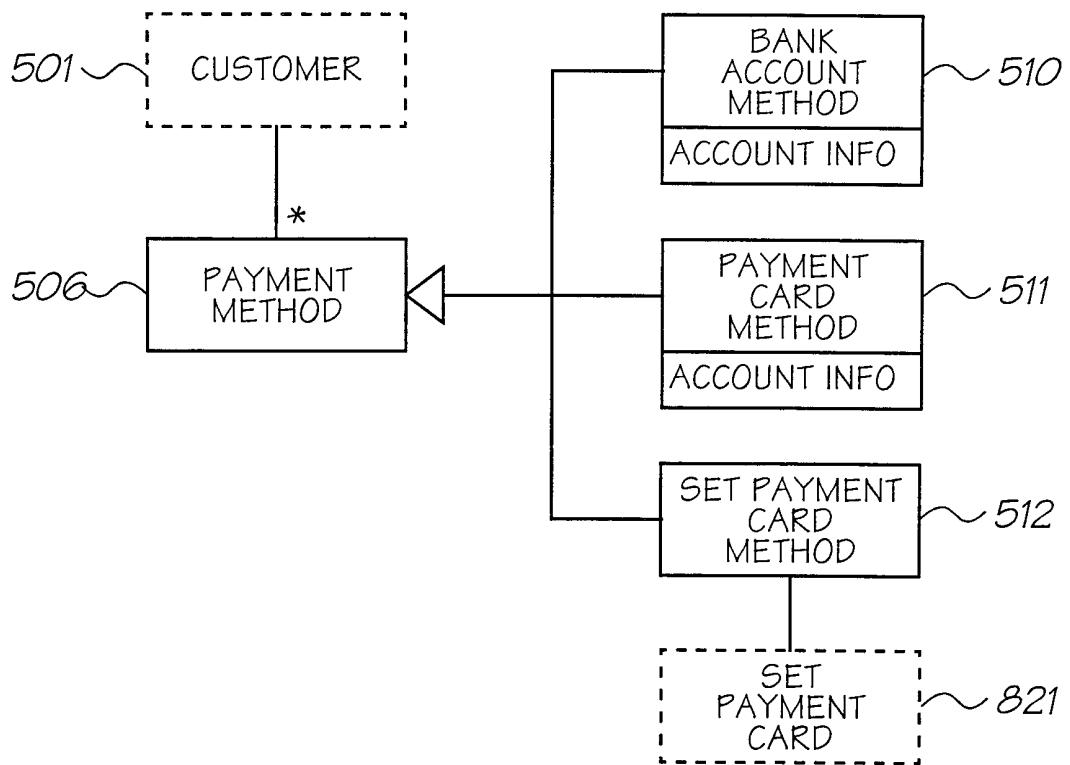 501
CUSTOMER
*
506
PAYMENT
METHOD
BANK
ACCOUNT
METHOD
ACCOUNT INFO
510
PAYMENT
CARD
METHOD
ACCOUNT INFO
511
SET PAYMENT
CARD
METHOD
512
SET
PAYMENT
CARD
821